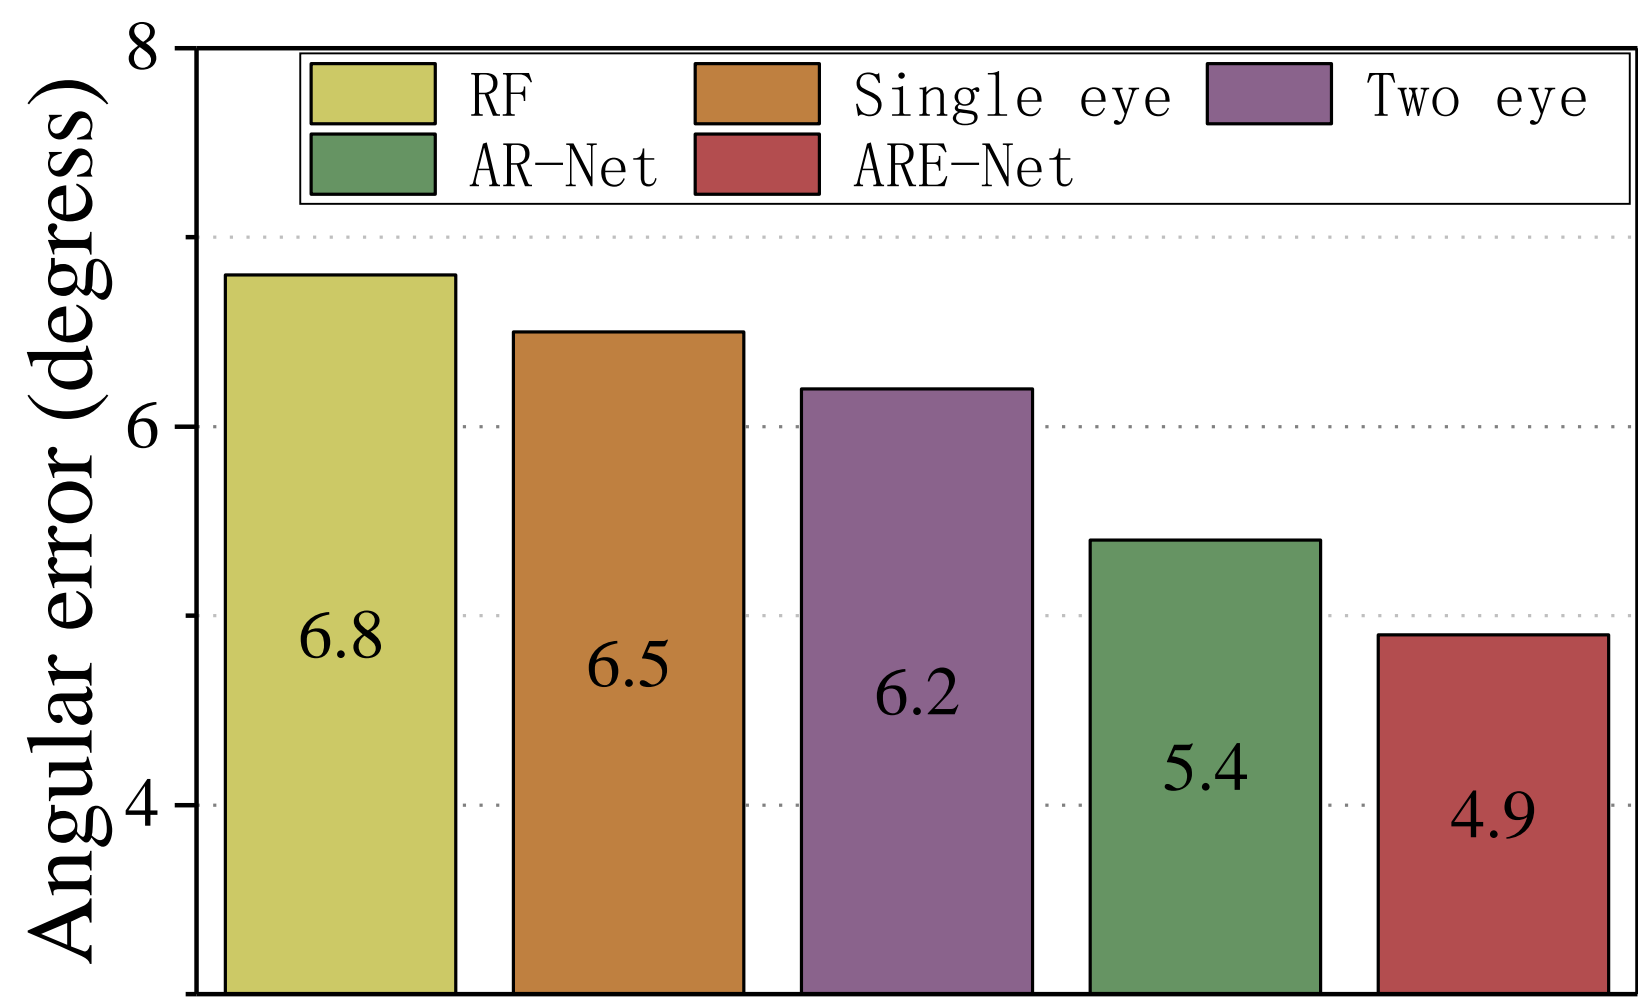 Angular error (degress)
8
6
4
RF Single eye Two eye
AR-Net ARE-Net
6.8
6.5
6.2
5.4
4.9